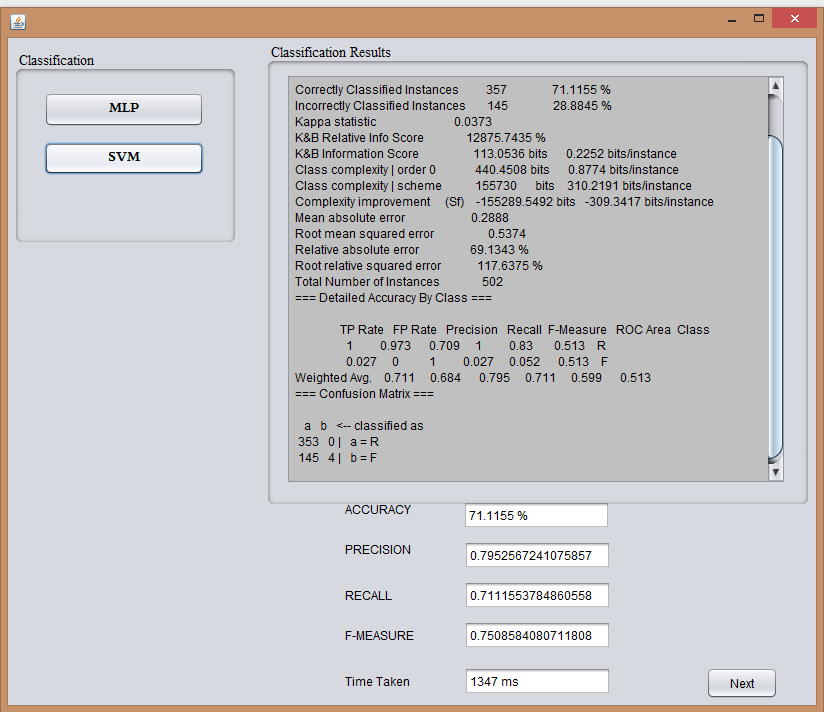 Classification
MLP
SVM
Classification Results
Correctly Classified Instances 357 71.1155 %
Incorrectly Classified Instances 145 28.8845 %
Kappa statistic 0.0373
K&B Relative Info Score 12875.7435 %
K&B Information Score 113.0536 bits 0.2252 bits/instance
Class complexity | order 0 440.4508 bits 0.8774 bits/instance
Class complexity | scheme 155730 bits 310.2191 bits/instance
Complexity improvement (Sf) -155289.5492 bits -309.3417 bits/instance
Mean absolute error 0.2888
Root mean squared error 0.5374
Relative absolute error 69.1343 %
Root relative squared error 117.6375 %
Total Number of Instances 502
=== Detailed Accuracy By Class ===
TP Rate FP Rate Precision Recall F-Measure ROC Area Class
1 0.973 0.709 1 0.83 0.513 R
0.027 0 1 0.027 0.052 0.513 F
Weighted Avg. 0.711 0.684 0.795 0.711 0.599 0.513
=== Confusion Matrix ===
a b <-- classified as
353 0 | a = R
145 4 | b = F
ACCURACY 71.1155 %
PRECISION 0.7952567241075857
RECALL 0.7111553784860558
F-MEASURE 0.7508584080711808
Time Taken 1347 ms
Next